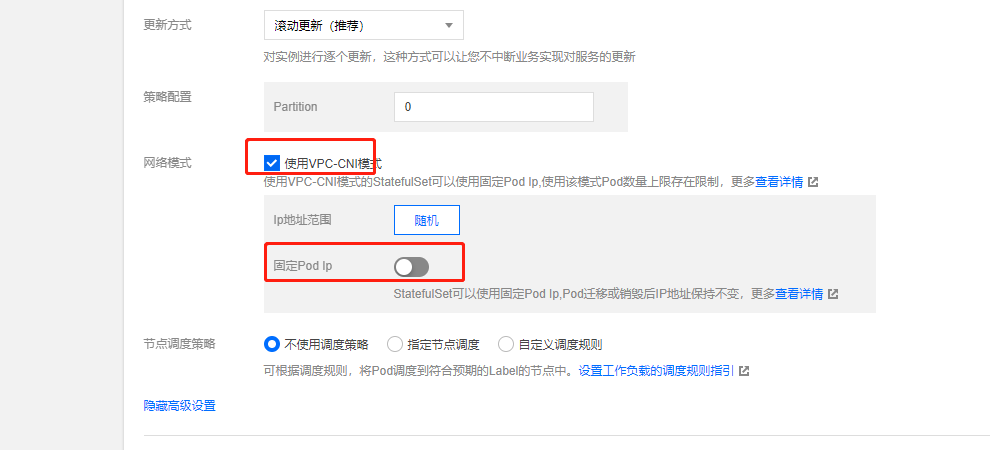 更新方式 滚动更新（推荐）
对实例进行逐个更新，这种方式可以让您不中断业务实现对服务的更新
策略配置 Partition 0
网络模式 使用VPC-CNI模式
使用VPC-CNI模式的StatefulSet可以使用固定Pod Ip,使用该模式Pod数量上限存在限制，更多查看详情
Ip地址范围 随机
固定Pod Ip
StatefulSet可以使用固定Pod Ip,Pod迁移或销毁后IP地址保持不变，更多查看详情
节点调度策略 不使用调度策略 指定节点调度 自定义调度规则
可根据调度规则，将Pod调度到符合预期的Label的节点中。设置工作负载的调度规则指引
隐藏高级设置